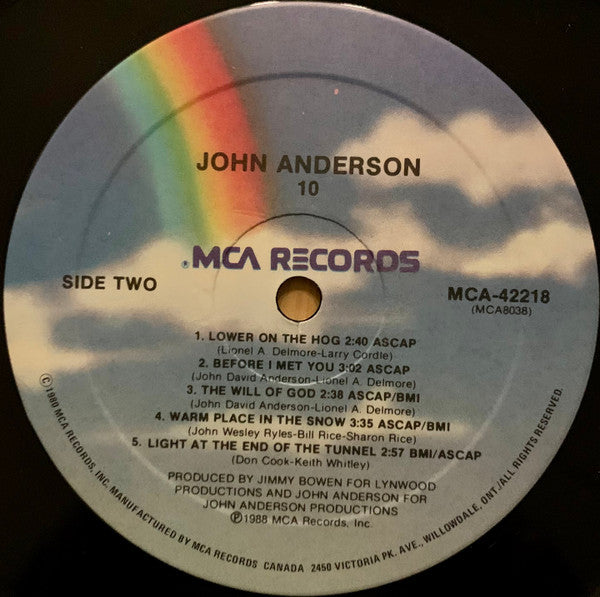 JOHN ANDERSON
10
®MCA RECORDS
SIDE TWO
MCA-42218
(MCA8038)
1. LOWER ON THE HOG 2:40 ASCAP
(Lionel A. Delmore-Larry Cordle)
2. BEFORE I MET YOU 3:02 ASCAP
(John David Anderson-Lionel A. Delmore)
3. THE WILL OF GOD 2:38 ASCAP/BMI
(John David Anderson-Lionel A. Delmore)
4. WARM PLACE IN THE SNOW 3:35 ASCAP/BMI
(John Wesley Ryles-Bill Rice-Sharon Rice)
5. LIGHT AT THE END OF THE TUNNEL 2:57 BMI/ASCAP
(Don Cook-Keith Whitley)
PRODUCED BY JIMMY BOWEN FOR LYNWOOD
PRODUCTIONS AND JOHN ANDERSON FOR
JOHN ANDERSON PRODUCTIONS
℗1988 MCA Records, Inc.
©1980 MCA RECORDS, INC. MANUFACTURED BY MCA RECORDS CANADA 2450 VICTORIA PK. AVE., WILLOWDALE, ONT./ALL RIGHTS RESERVED.